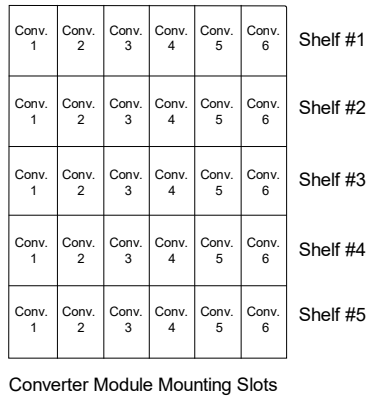 Conv. 1 Conv. 2 Conv. 3 Conv. 4 Conv. 5 Conv. 6 Shelf #1
Conv. 1 Conv. 2 Conv. 3 Conv. 4 Conv. 5 Conv. 6 Shelf #2
Conv. 1 Conv. 2 Conv. 3 Conv. 4 Conv. 5 Conv. 6 Shelf #3
Conv. 1 Conv. 2 Conv. 3 Conv. 4 Conv. 5 Conv. 6 Shelf #4
Conv. 1 Conv. 2 Conv. 3 Conv. 4 Conv. 5 Conv. 6 Shelf #5
Converter Module Mounting Slots